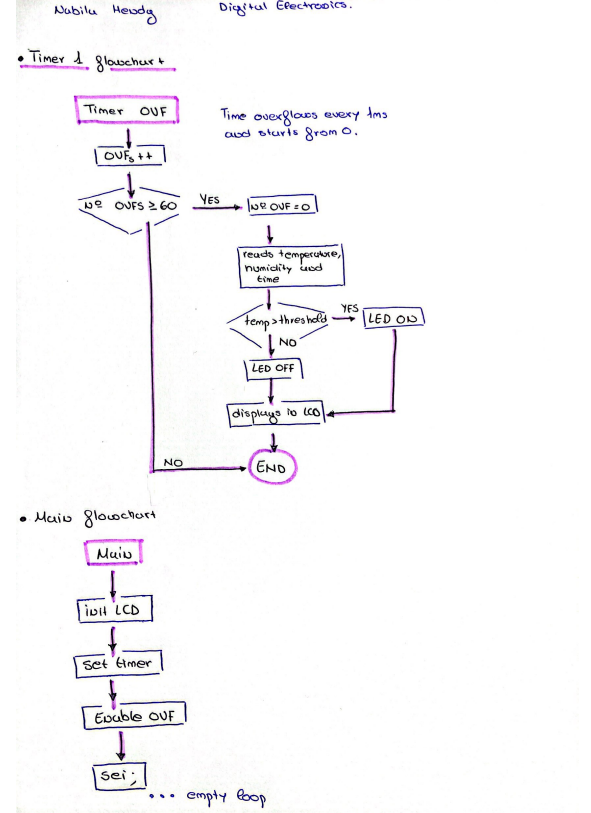 Nabila Hendy
Digital Electronics.
• Timer 1 flowchart
Timer OVF
Time overflows every 1ms
and starts from 0.
OVFs ++
Nº OVFS ≥ 60
YES
Nº OVF = 0
reads temperature,
humidity and
time
temp > threshold
YES
LED ON
NO
LED OFF
displays in LCD
NO
END
• Main flowchart
Main
init LCD
Set timer
Enable OVF
sei;
... empty loop